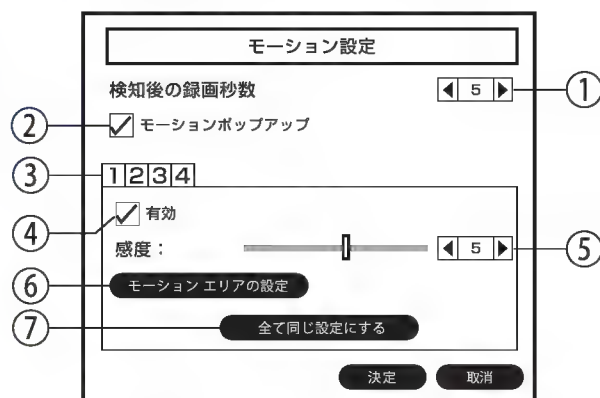 モーション設定
検知後の録画秒数 ◀ 5 ▶ ①
② モーションポップアップ
③ 1 2 3 4
④ 有効
感度： ◀ 5 ▶ ⑤
⑥ モーション エリアの設定
⑦ 全て同じ設定にする
決定 取消